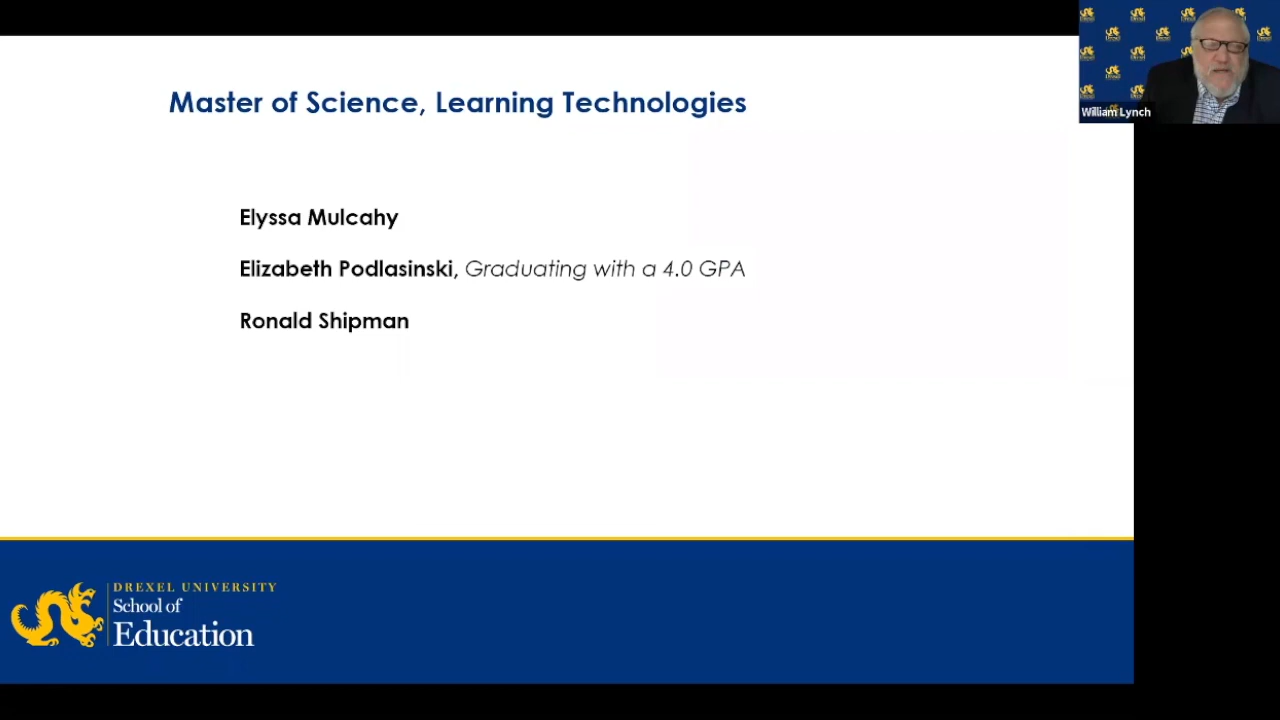 Master of Science, Learning Technologies
William Lynch
Elyssa Mulcahy
Elizabeth Podlasinski, Graduating with a 4.0 GPA
Ronald Shipman
DREXEL UNIVERSITY
School of
Education